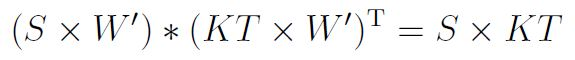 (S × W′) ∗ (KT × W′)ᵀ = S × KT